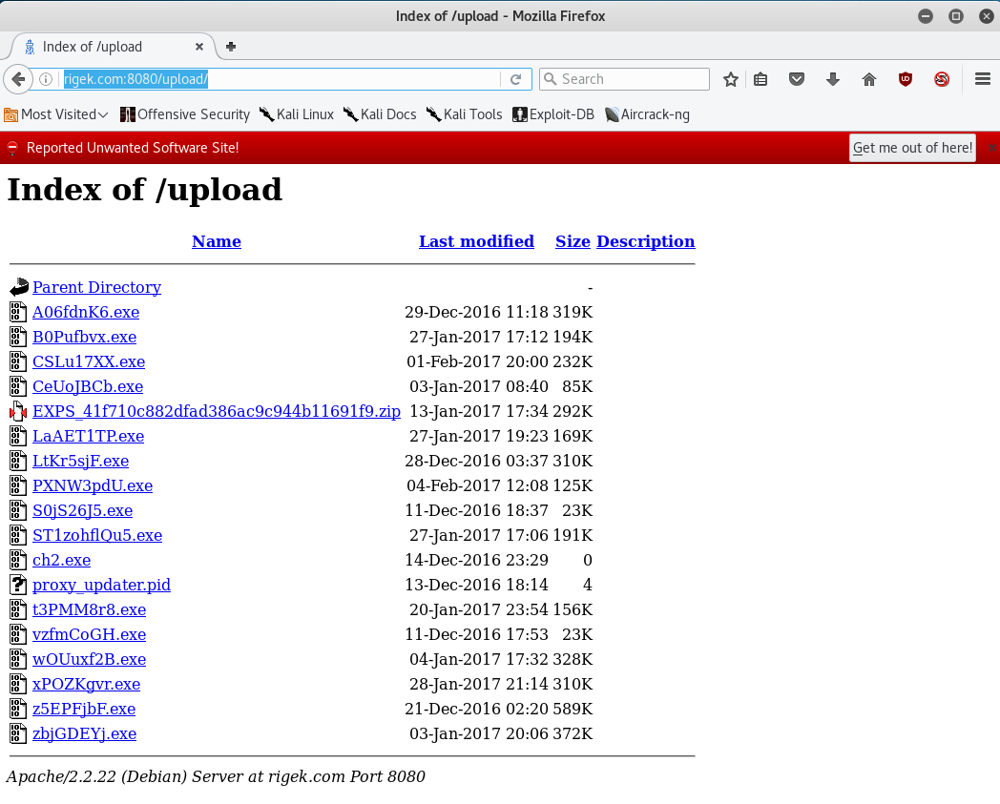 Index of /upload - Mozilla Firefox
Index of /upload
rigek.com:8080/upload/
Search
Most Visited Offensive Security Kali Linux Kali Docs Kali Tools Exploit-DB Aircrack-ng
Reported Unwanted Software Site! Get me out of here!
Index of /upload
Name Last modified Size Description
Parent Directory -
A06fdnK6.exe 29-Dec-2016 11:18 319K
B0Pufbvx.exe 27-Jan-2017 17:12 194K
CSLu17XX.exe 01-Feb-2017 20:00 232K
CeUoJBCb.exe 03-Jan-2017 08:40 85K
EXPS_41f710c882dfad386ac9c944b11691f9.zip 13-Jan-2017 17:34 292K
LaAET1TP.exe 27-Jan-2017 19:23 169K
LtKr5sjF.exe 28-Dec-2016 03:37 310K
PXNW3pdU.exe 04-Feb-2017 12:08 125K
S0jS26J5.exe 11-Dec-2016 18:37 23K
ST1zohflQu5.exe 27-Jan-2017 17:06 191K
ch2.exe 14-Dec-2016 23:29 0
proxy_updater.pid 13-Dec-2016 18:14 4
t3PMM8r8.exe 20-Jan-2017 23:54 156K
vzfmCoGH.exe 11-Dec-2016 17:53 23K
wOUuxf2B.exe 04-Jan-2017 17:32 328K
xPOZKgvr.exe 28-Jan-2017 21:14 310K
z5EPFjbF.exe 21-Dec-2016 02:20 589K
zbjGDEYj.exe 03-Jan-2017 20:06 372K
Apache/2.2.22 (Debian) Server at rigek.com Port 8080